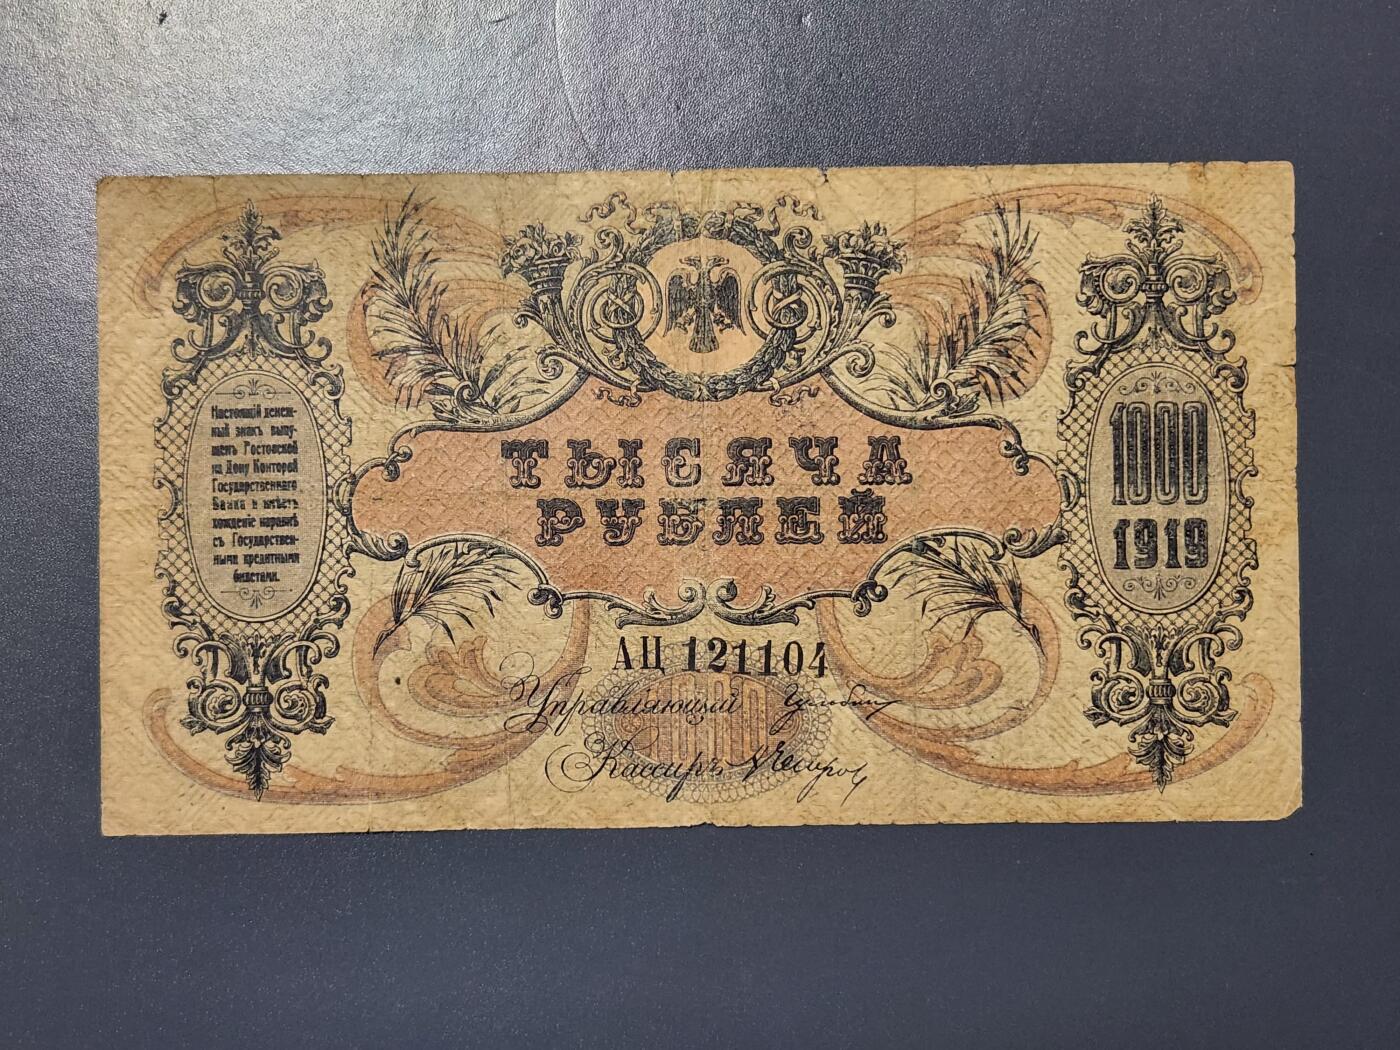 Настоящій денеж-
ный знакъ выпу-
щенъ Ростовской
на Дону Конторой
Государственнаго
Банка и имѣетъ
хожденіе наравнѣ
съ Государствен-
ными кредитными
билетами.
ТЫСЯЧА
РУБЛЕЙ
1000
1919
АЦ 121104
1000
Управляющій
Кассиръ